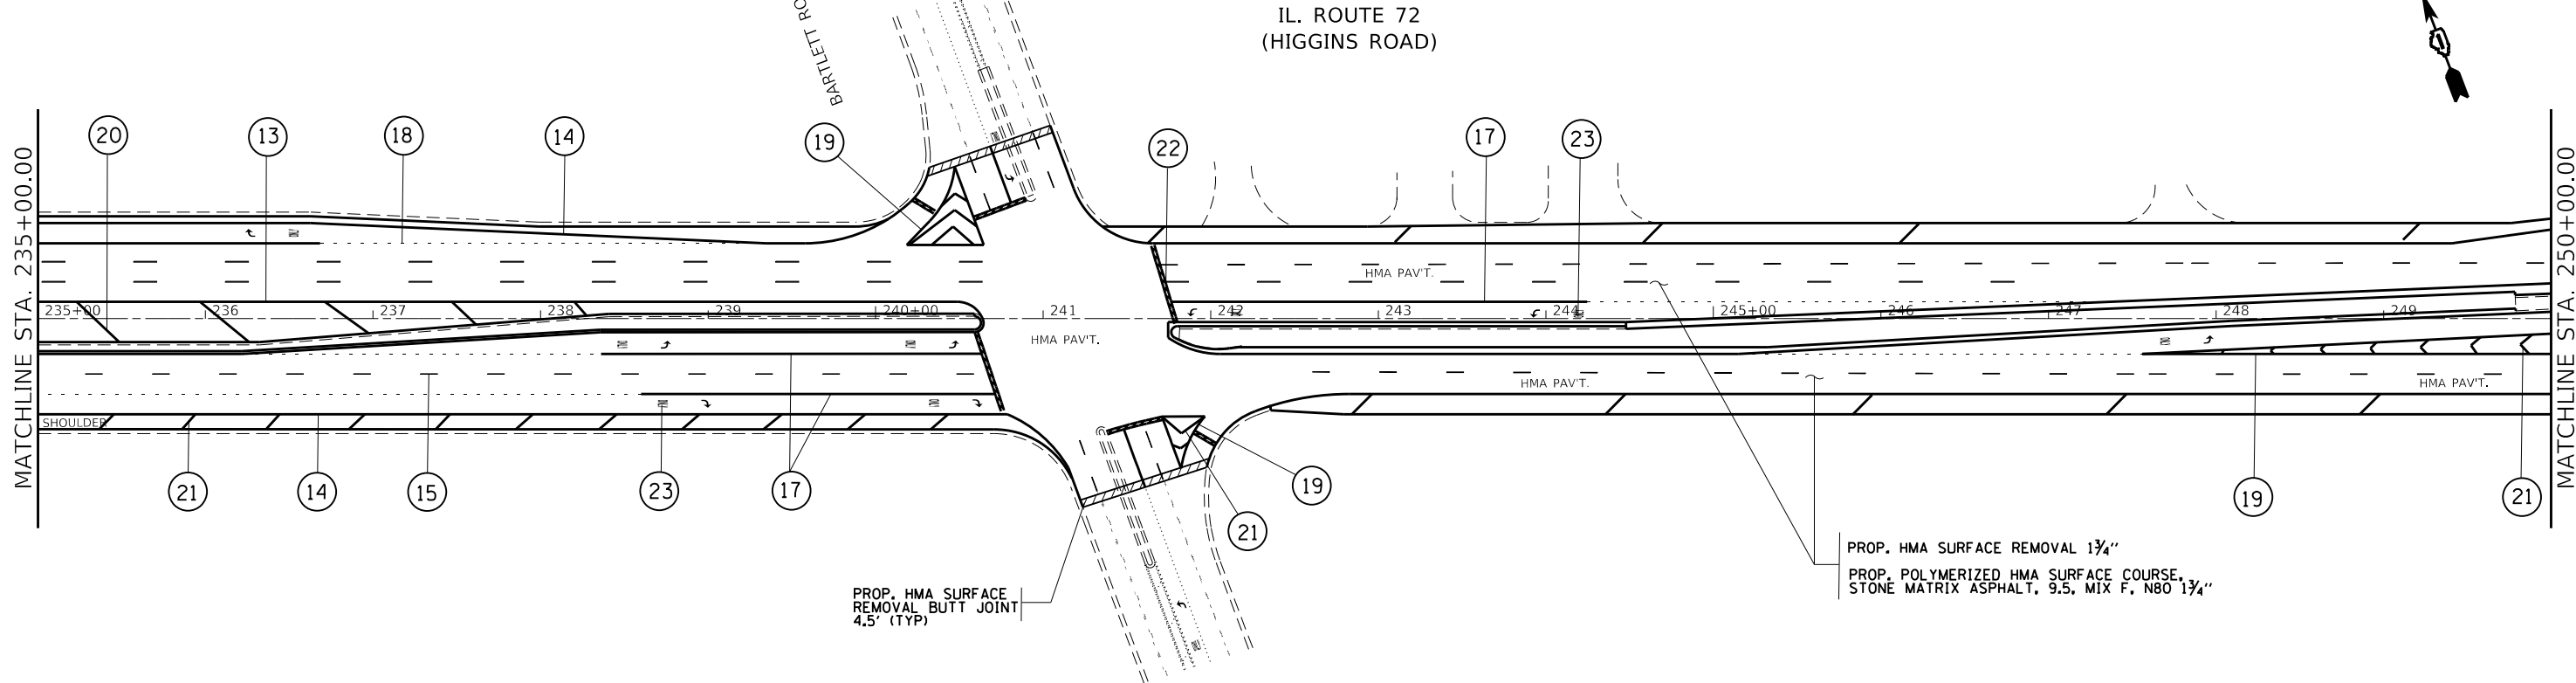 IL. ROUTE 72
(HIGGINS ROAD)
BARTLETT RO
MATCHLINE STA. 235+00.00
MATCHLINE STA. 250+00.00
20
13
18
14
19
22
17
23
HMA PAV'T.
235+00
236
237
238
239
240+00
241
242
243
244
245+00
246
247
248
249
HMA PAV'T.
HMA PAV'T.
HMA PAV'T.
SHOULDER
21
14
15
23
17
19
21
19
21
PROP. HMA SURFACE
REMOVAL BUTT JOINT
4.5' (TYP)
PROP. HMA SURFACE REMOVAL 1¾"
PROP. POLYMERIZED HMA SURFACE COURSE,
STONE MATRIX ASPHALT, 9.5, MIX F, N80 1¾"